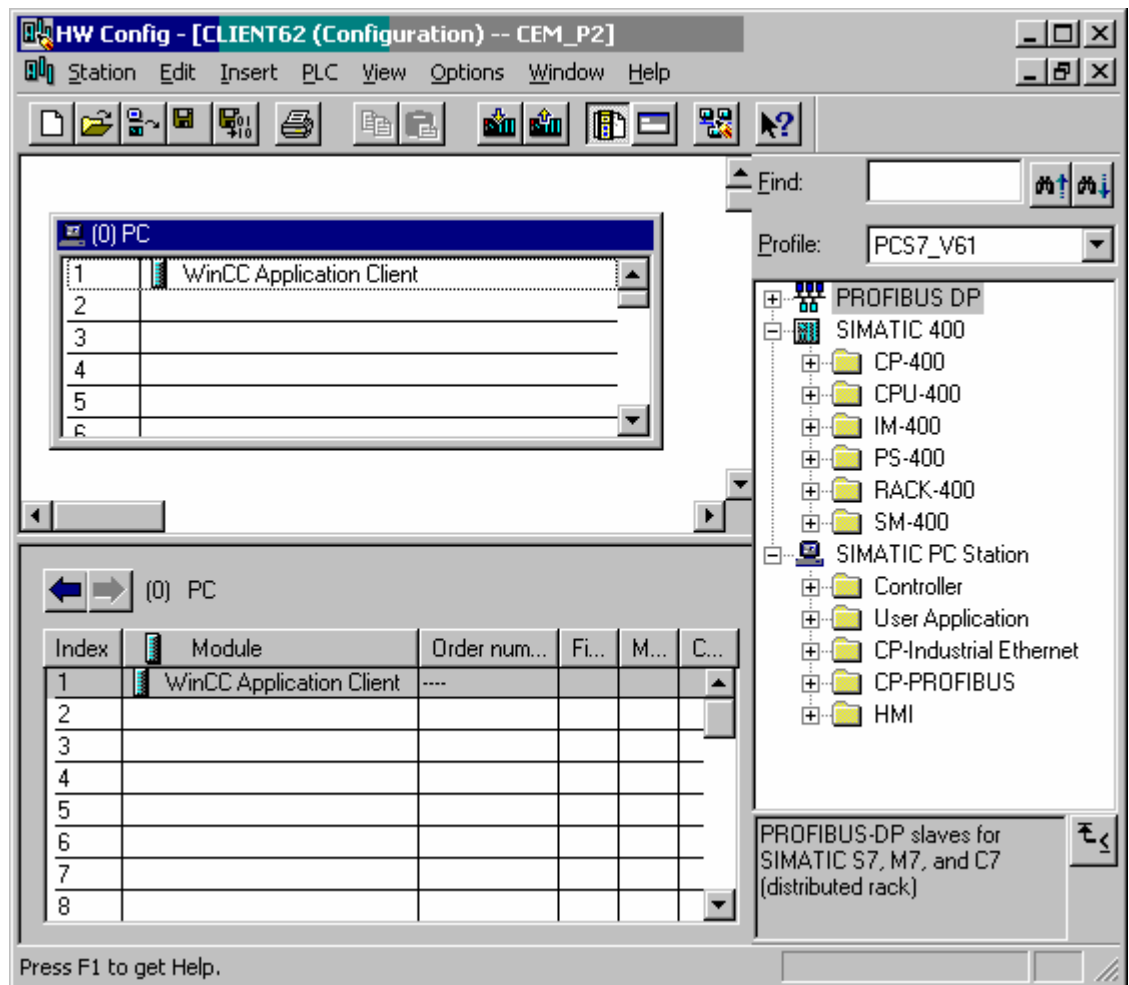 HW Config - [CLIENT62 (Configuration) -- CEM_P2]
Station Edit Insert PLC View Options Window Help
(0) PC
1 WinCC Application Client
2
3
4
5
6
Find:
Profile: PCS7_V61
PROFIBUS DP
SIMATIC 400
CP-400
CPU-400
IM-400
PS-400
RACK-400
SM-400
SIMATIC PC Station
Controller
User Application
CP-Industrial Ethernet
CP-PROFIBUS
HMI
(0) PC
Index Module Order num... Fi... M... C...
1 WinCC Application Client ----
2
3
4
5
6
7
8
PROFIBUS-DP slaves for
SIMATIC S7, M7, and C7
(distributed rack)
Press F1 to get Help.